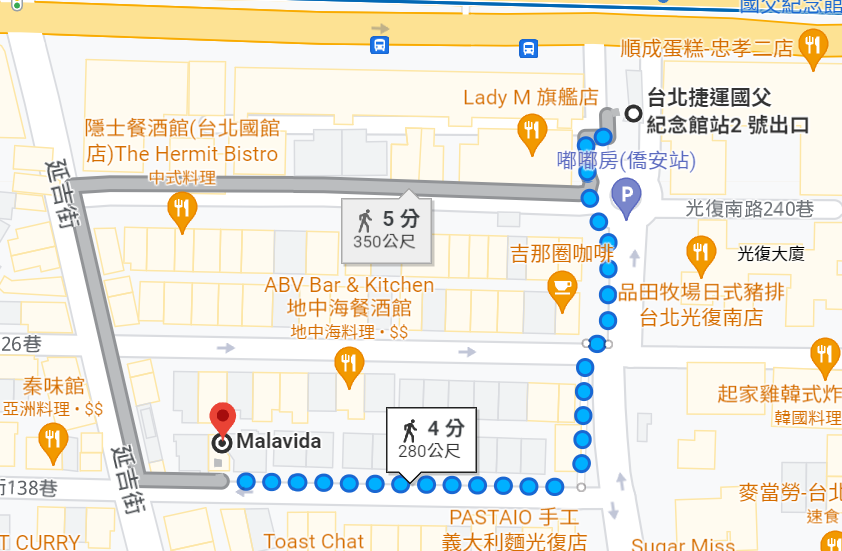 國父紀念館
順成蛋糕-忠孝二店
Lady M 旗艦店
台北捷運國父
紀念館站2 號出口
隱士餐酒館(台北國館
店)The Hermit Bistro
中式料理
嘟嘟房(僑安站)
P
延吉街
5 分
350公尺
光復南路240巷
吉那圈咖啡
光復大廈
ABV Bar & Kitchen
地中海餐酒館
地中海料理・$$
品田牧場日式豬排
台北光復南店
26巷
秦味館
亞洲料理・$$
起家雞韓式炸
韓國料理
4 分
280公尺
Malavida
延吉街
街138巷
麥當勞-台北
速食
PASTAIO 手工
義大利麵光復店
T CURRY
Toast Chat
Sugar Miss